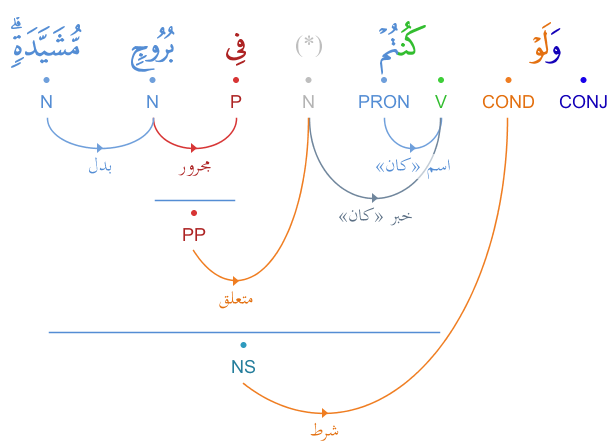 وَلَوْ كُنتُمْ (*) فِى بُرُوجٍ مُّشَيَّدَةٍۗ
CONJ COND V PRON N P N N
اسم «كان» مجرور بدل
خبر «كان»
PP
متعلق
NS
شرط